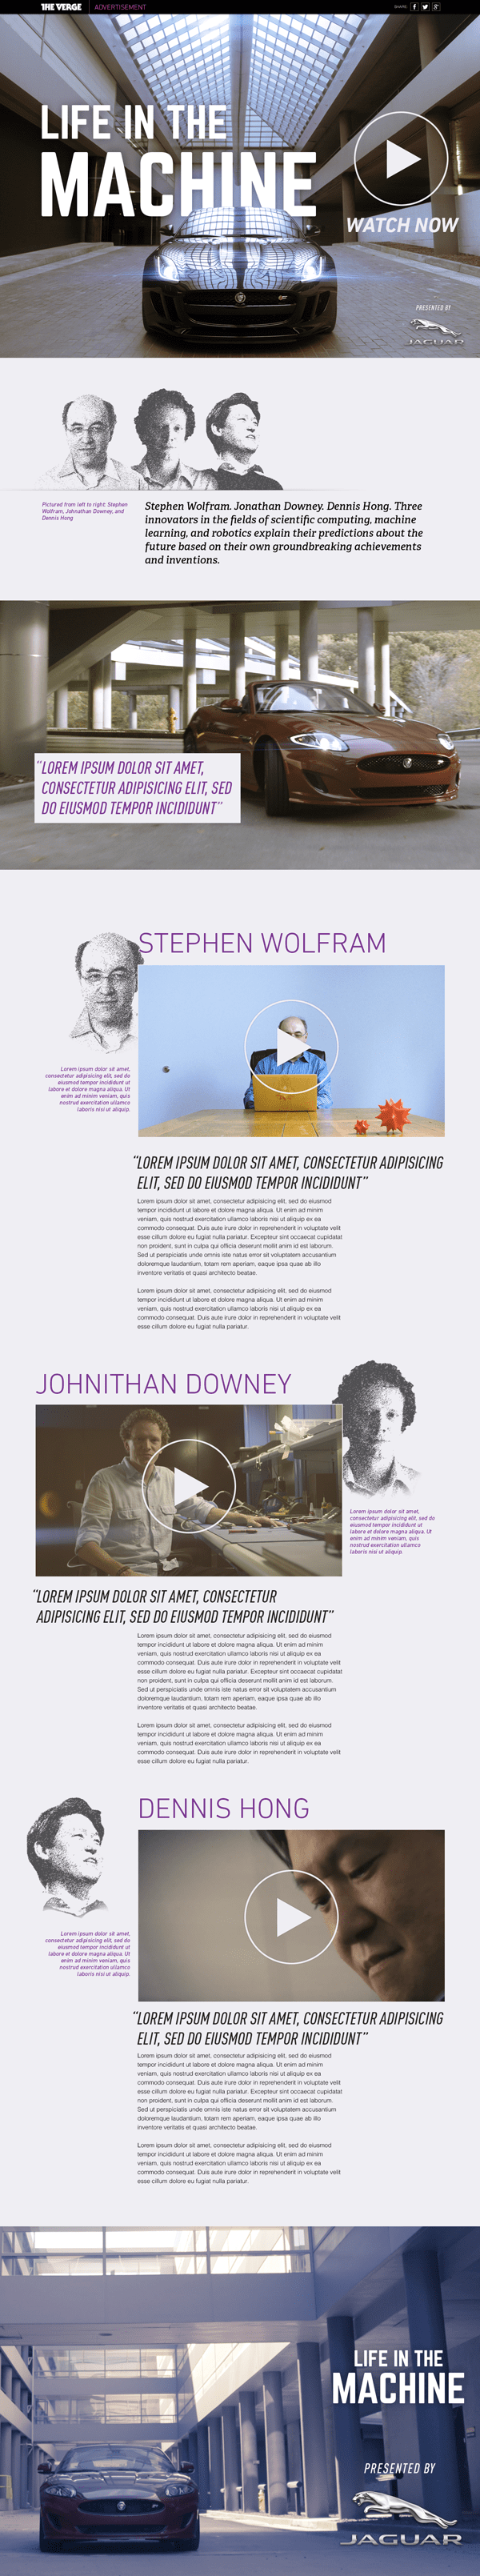 THE VERGE ADVERTISEMENT SHARE:
LIFE IN THE
MACHINE
WATCH NOW
PRESENTED BY
JAGUAR
Pictured from left to right: Stephen
Wolfram, Johnathan Downey, and
Dennis Hong
Stephen Wolfram. Jonathan Downey. Dennis Hong. Three
innovators in the fields of scientific computing, machine
learning, and robotics explain their predictions about the
future based on their own groundbreaking achievements
and inventions.
“LOREM IPSUM DOLOR SIT AMET,
CONSECTETUR ADIPISICING ELIT, SED
DO EIUSMOD TEMPOR INCIDIDUNT”
STEPHEN WOLFRAM
Lorem ipsum dolor sit amet,
consectetur adipisicing elit, sed do
eiusmod tempor incididunt ut
labore et dolore magna aliqua. Ut
enim ad minim veniam, quis
nostrud exercitation ullamco
laboris nisi ut aliquip.
“LOREM IPSUM DOLOR SIT AMET, CONSECTETUR ADIPISICING
ELIT, SED DO EIUSMOD TEMPOR INCIDIDUNT”
Lorem ipsum dolor sit amet, consectetur adipisicing elit, sed do eiusmod
tempor incididunt ut labore et dolore magna aliqua. Ut enim ad minim
veniam, quis nostrud exercitation ullamco laboris nisi ut aliquip ex ea
commodo consequat. Duis aute irure dolor in reprehenderit in voluptate velit
esse cillum dolore eu fugiat nulla pariatur. Excepteur sint occaecat cupidatat
non proident, sunt in culpa qui officia deserunt mollit anim id est laborum.
Sed ut perspiciatis unde omnis iste natus error sit voluptatem accusantium
doloremque laudantium, totam rem aperiam, eaque ipsa quae ab illo
inventore veritatis et quasi architecto beatae.
Lorem ipsum dolor sit amet, consectetur adipisicing elit, sed do eiusmod
tempor incididunt ut labore et dolore magna aliqua. Ut enim ad minim
veniam, quis nostrud exercitation ullamco laboris nisi ut aliquip ex ea
commodo consequat. Duis aute irure dolor in reprehenderit in voluptate velit
esse cillum dolore eu fugiat nulla pariatur.
JOHNITHAN DOWNEY
Lorem ipsum dolor sit amet,
consectetur adipisicing elit, sed do
eiusmod tempor incididunt ut
labore et dolore magna aliqua. Ut
enim ad minim veniam, quis
nostrud exercitation ullamco
laboris nisi ut aliquip.
“LOREM IPSUM DOLOR SIT AMET, CONSECTETUR
ADIPISICING ELIT, SED DO EIUSMOD TEMPOR INCIDIDUNT”
Lorem ipsum dolor sit amet, consectetur adipisicing elit, sed do eiusmod
tempor incididunt ut labore et dolore magna aliqua. Ut enim ad minim
veniam, quis nostrud exercitation ullamco laboris nisi ut aliquip ex ea
commodo consequat. Duis aute irure dolor in reprehenderit in voluptate velit
esse cillum dolore eu fugiat nulla pariatur. Excepteur sint occaecat cupidatat
non proident, sunt in culpa qui officia deserunt mollit anim id est laborum.
Sed ut perspiciatis unde omnis iste natus error sit voluptatem accusantium
doloremque laudantium, totam rem aperiam, eaque ipsa quae ab illo
inventore veritatis et quasi architecto beatae.
Lorem ipsum dolor sit amet, consectetur adipisicing elit, sed do eiusmod
tempor incididunt ut labore et dolore magna aliqua. Ut enim ad minim
veniam, quis nostrud exercitation ullamco laboris nisi ut aliquip ex ea
commodo consequat. Duis aute irure dolor in reprehenderit in voluptate velit
esse cillum dolore eu fugiat nulla pariatur.
DENNIS HONG
Lorem ipsum dolor sit amet,
consectetur adipisicing elit, sed do
eiusmod tempor incididunt ut
labore et dolore magna aliqua. Ut
enim ad minim veniam, quis
nostrud exercitation ullamco
laboris nisi ut aliquip.
“LOREM IPSUM DOLOR SIT AMET, CONSECTETUR ADIPISICING
ELIT, SED DO EIUSMOD TEMPOR INCIDIDUNT”
Lorem ipsum dolor sit amet, consectetur adipisicing elit, sed do eiusmod
tempor incididunt ut labore et dolore magna aliqua. Ut enim ad minim
veniam, quis nostrud exercitation ullamco laboris nisi ut aliquip ex ea
commodo consequat. Duis aute irure dolor in reprehenderit in voluptate velit
esse cillum dolore eu fugiat nulla pariatur. Excepteur sint occaecat cupidatat
non proident, sunt in culpa qui officia deserunt mollit anim id est laborum.
Sed ut perspiciatis unde omnis iste natus error sit voluptatem accusantium
doloremque laudantium, totam rem aperiam, eaque ipsa quae ab illo
inventore veritatis et quasi architecto beatae.
Lorem ipsum dolor sit amet, consectetur adipisicing elit, sed do eiusmod
tempor incididunt ut labore et dolore magna aliqua. Ut enim ad minim
veniam, quis nostrud exercitation ullamco laboris nisi ut aliquip ex ea
commodo consequat. Duis aute irure dolor in reprehenderit in voluptate velit
esse cillum dolore eu fugiat nulla pariatur.
LIFE IN THE
MACHINE
PRESENTED BY
JAGUAR